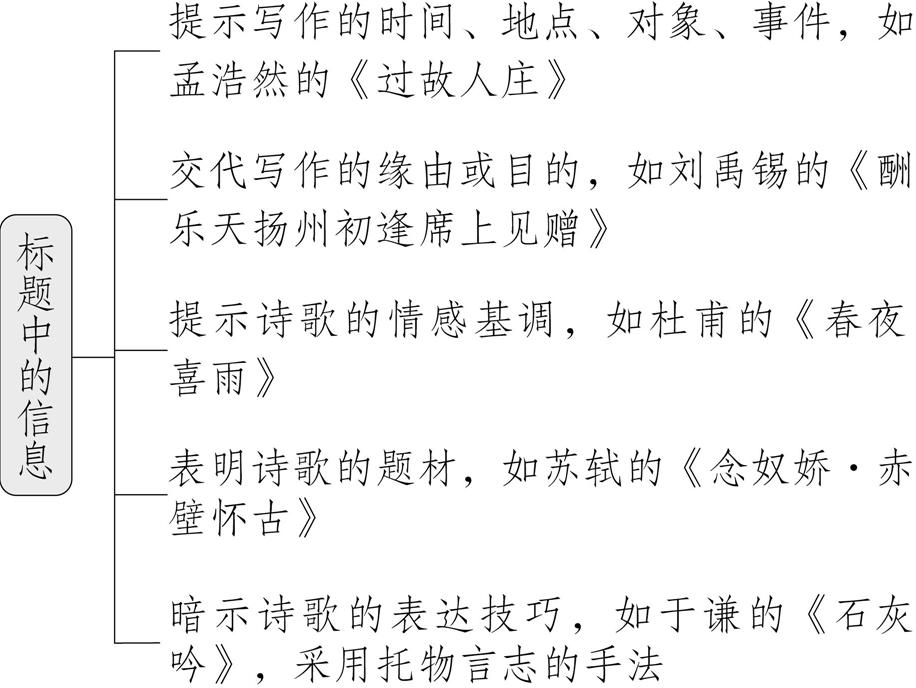 标题中的信息
提示写作的时间、地点、对象、事件，如
孟浩然的《过故人庄》
交代写作的缘由或目的，如刘禹锡的《酬
乐天扬州初逢席上见赠》
提示诗歌的情感基调，如杜甫的《春夜
喜雨》
表明诗歌的题材，如苏轼的《念奴娇·赤
壁怀古》
暗示诗歌的表达技巧，如于谦的《石灰
吟》，采用托物言志的手法